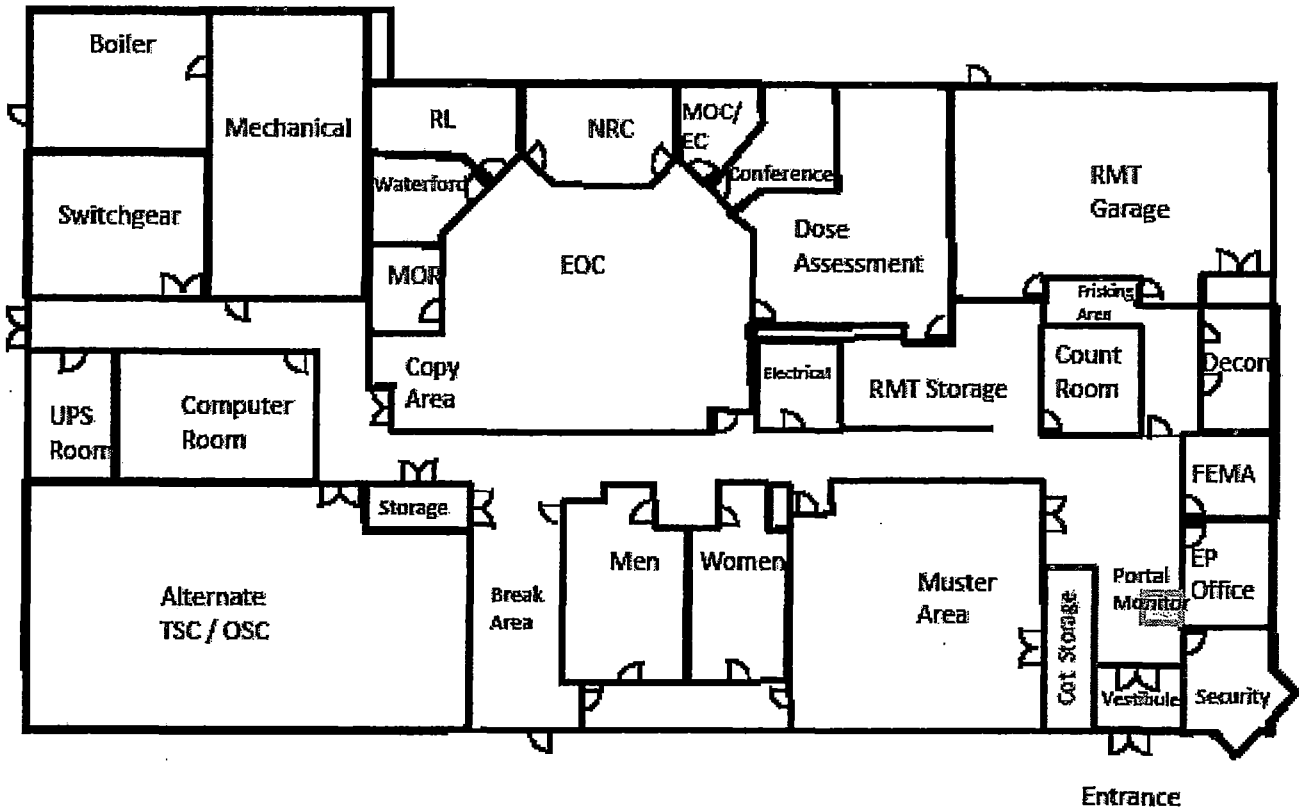 Boiler
Mechanical
RL
NRC
MOC/
EC
Conference
Waterford
Switchgear
RMT
Garage
Dose
Assessment
MOR
EOC
Frisking
Area
Copy
Area
Electrical
RMT Storage
Count
Room
Decon
UPS
Room
Computer
Room
FEMA
Storage
Men
Women
EP
Office
Portal
Monitor
Muster
Area
Break
Area
Alternate
TSC / OSC
Cot Storage
Vestibule
Security
Entrance